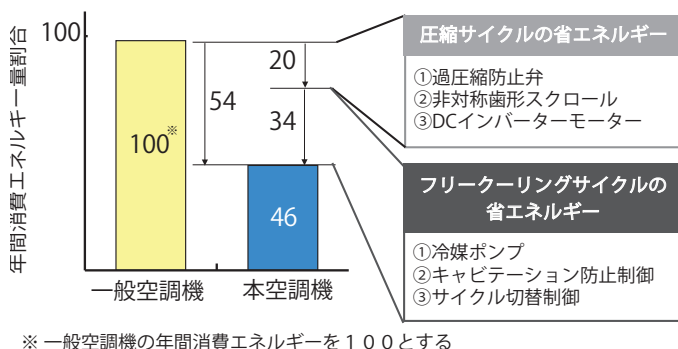 年間消費エネルギー量割合
100
100※
54
20
34
46
一般空調機
本空調機
圧縮サイクルの省エネルギー
①過圧縮防止弁
②非対称歯形スクロール
③DCインバーターモーター
フリークーリングサイクルの
省エネルギー
①冷媒ポンプ
②キャビテーション防止制御
③サイクル切替制御
※ 一般空調機の年間消費エネルギーを１００とする